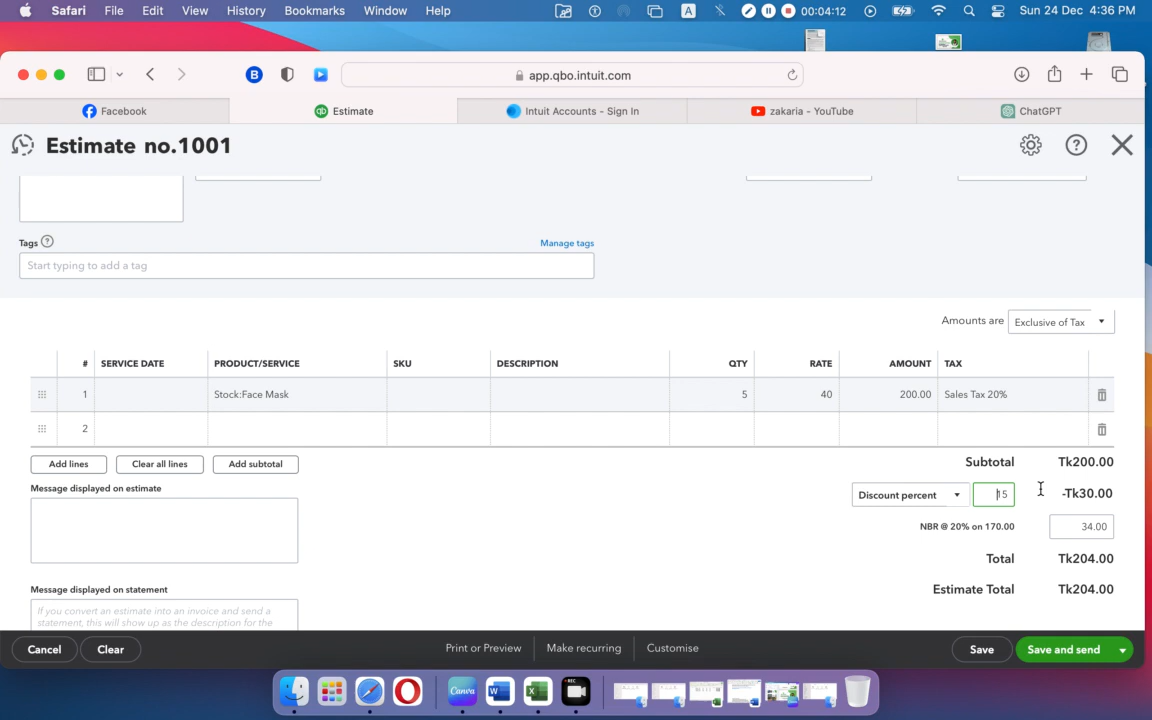 Safari File Edit View History Bookmarks Window Help A 00:04:12 Sun 24 Dec 4:36 PM
B app.qbo.intuit.com
Facebook qb Estimate Intuit Accounts - Sign In zakaria - YouTube ChatGPT
Estimate no.1001
Tags ? Manage tags
Start typing to add a tag
Amounts are Exclusive of Tax
# SERVICE DATE PRODUCT/SERVICE SKU DESCRIPTION QTY RATE AMOUNT TAX
1 Stock:Face Mask 5 40 200.00 Sales Tax 20%
2
Add lines Clear all lines Add subtotal Subtotal Tk200.00
Message displayed on estimate Discount percent 15 -Tk30.00
NBR @ 20% on 170.00 34.00
Total Tk204.00
Message displayed on statement Estimate Total Tk204.00
If you convert an estimate into an invoice and send a
statement, this will show up as the description for the
Cancel Clear Print or Preview Make recurring Customise Save Save and send
Canva W X REC